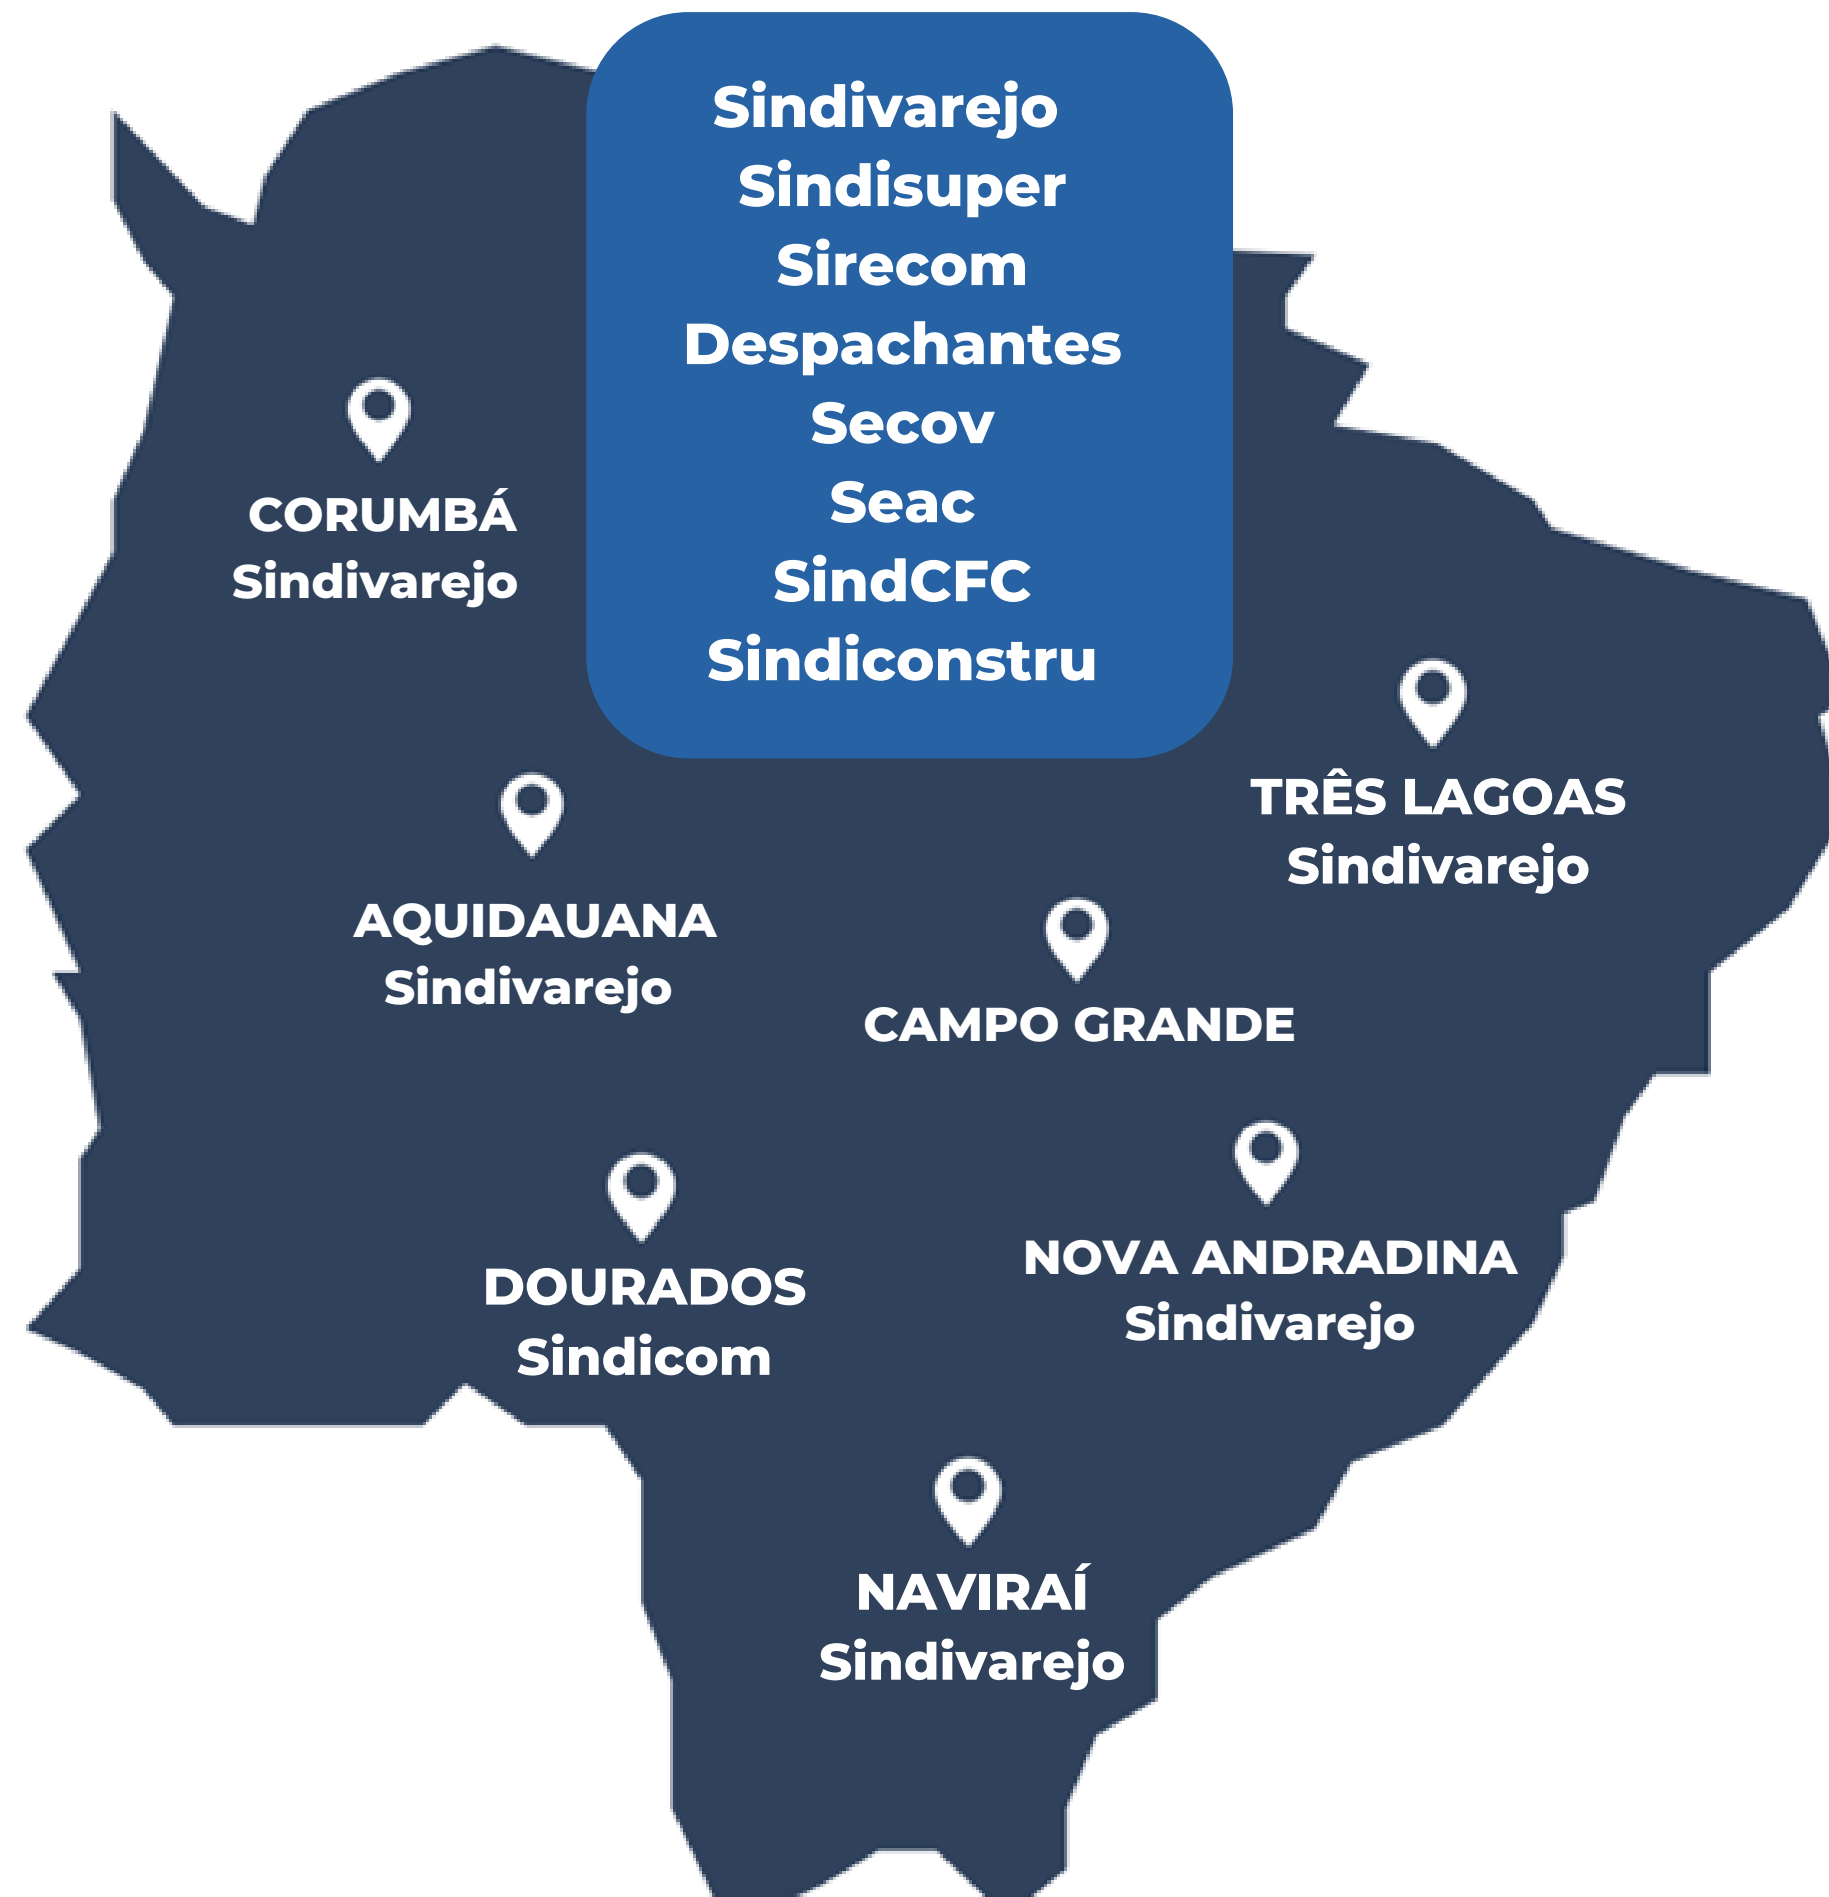 Sindivarejo
Sindisuper
Sirecom
Despachantes
Secov
Seac
SindCFC
Sindiconstru
CORUMBÁ
Sindivarejo
TRÊS LAGOAS
Sindivarejo
AQUIDAUANA
Sindivarejo
CAMPO GRANDE
NOVA ANDRADINA
Sindivarejo
DOURADOS
Sindicom
NAVIRAÍ
Sindivarejo